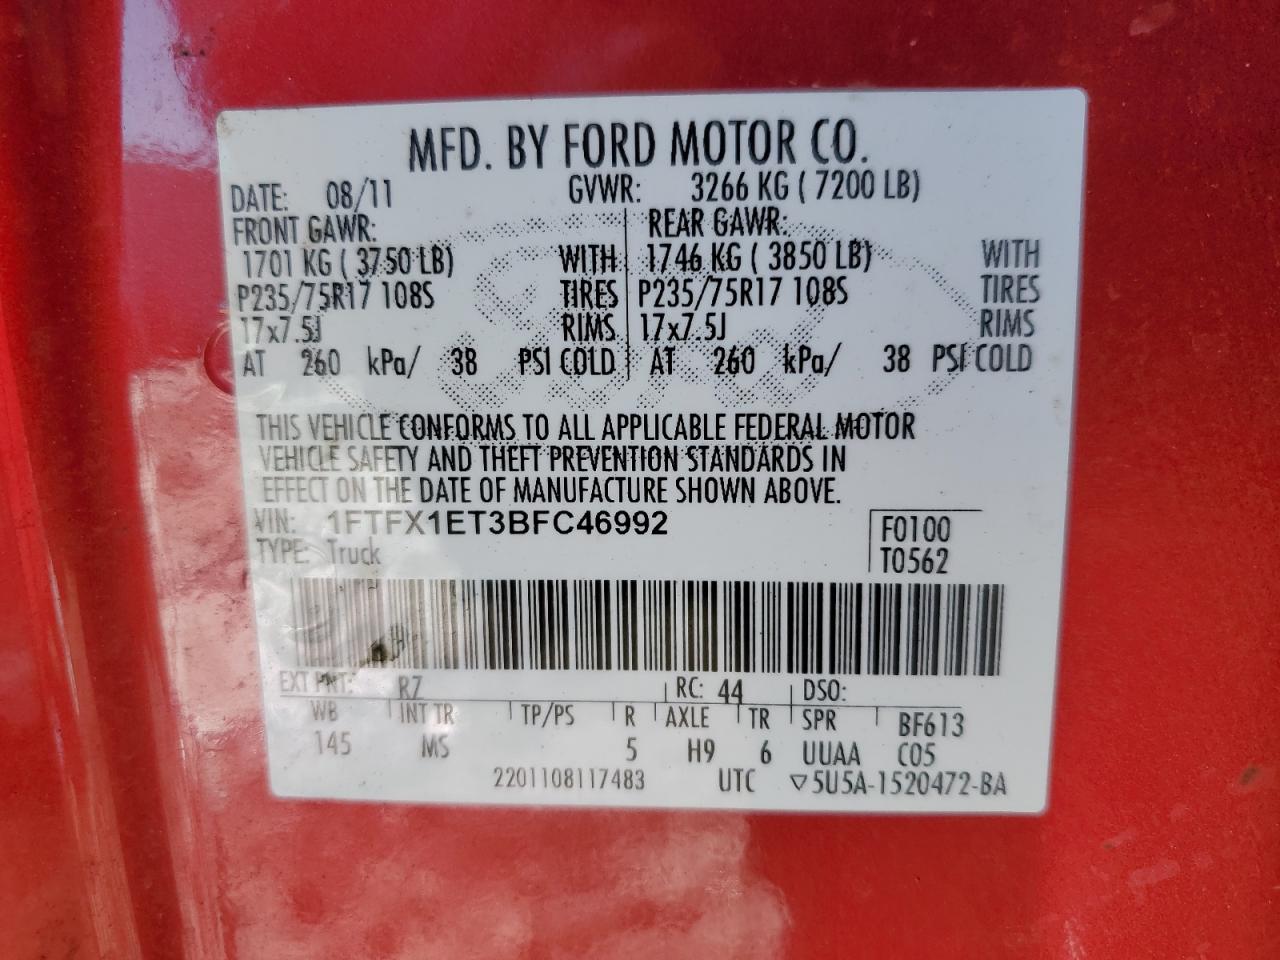 MFD. BY FORD MOTOR CO.
DATE: 08/11 GVWR: 3266 KG ( 7200 LB)
FRONT GAWR: REAR GAWR:
1701 KG ( 3750 LB) WITH 1746 KG ( 3850 LB) WITH
P235/75R17 108S TIRES P235/75R17 108S TIRES
17x7.5J RIMS 17x7.5J RIMS
AT 260 kPa/ 38 PSI COLD AT 260 kPa/ 38 PSI COLD
THIS VEHICLE CONFORMS TO ALL APPLICABLE FEDERAL MOTOR
VEHICLE SAFETY AND THEFT PREVENTION STANDARDS IN
EFFECT ON THE DATE OF MANUFACTURE SHOWN ABOVE.
VIN: 1FTFX1ET3BFC46992 F0100
TYPE: Truck T0562
EXT PNT: RZ RC: 44 DSO:
WB INT TR TP/PS R AXLE TR SPR BF613
145 MS 5 H9 6 UUAA C05
2201108117483 UTC ▽5U5A-1520472-BA